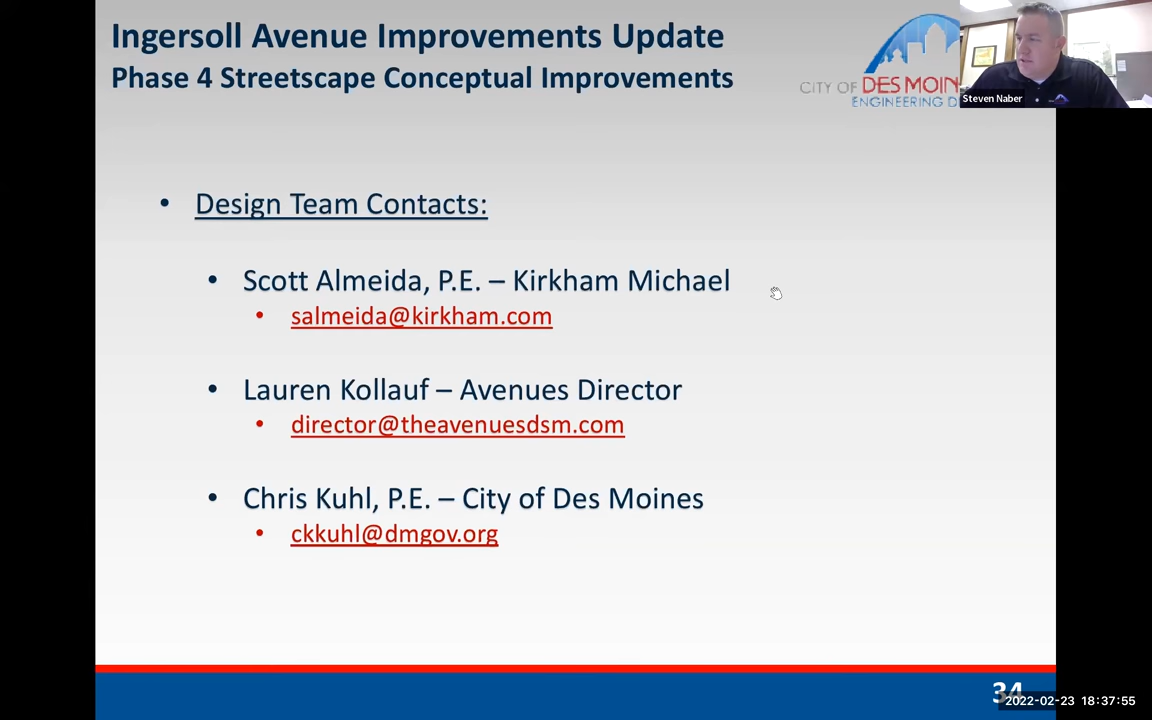 Ingersoll Avenue Improvements Update
Phase 4 Streetscape Conceptual Improvements
CITY OF DES MOIN
ENGINEERING D
Steven Naber
• Design Team Contacts:
• Scott Almeida, P.E. – Kirkham Michael
• salmeida@kirkham.com
• Lauren Kollauf – Avenues Director
• director@theavenuesdsm.com
• Chris Kuhl, P.E. – City of Des Moines
• ckkuhl@dmgov.org
34
2022-02-23 18:37:55